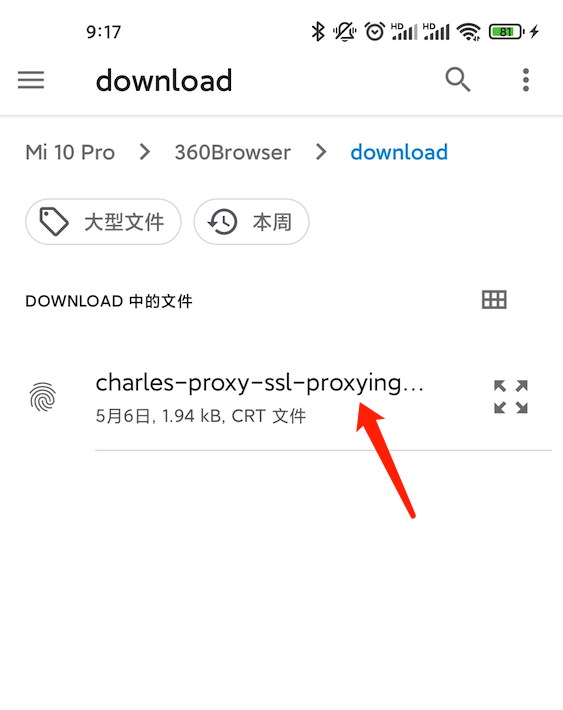 9:17 HD HD 81
download
Mi 10 Pro > 360Browser > download
大型文件 本周
DOWNLOAD 中的文件
charles-proxy-ssl-proxying...
5月6日, 1.94 kB, CRT 文件